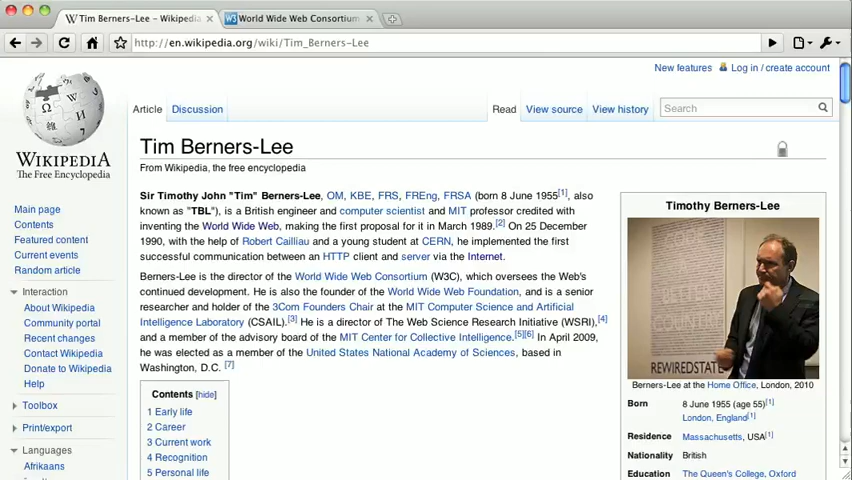 Tim Berners-Lee – Wikipedia
World Wide Web Consortium
http://en.wikipedia.org/wiki/Tim_Berners-Lee
New features Log in / create account
Article Discussion Read View source View history Search
WIKIPEDIA
The Free Encyclopedia
Main page
Contents
Featured content
Current events
Random article
Interaction
About Wikipedia
Community portal
Recent changes
Contact Wikipedia
Donate to Wikipedia
Help
Toolbox
Print/export
Languages
Afrikaans
Tim Berners-Lee
From Wikipedia, the free encyclopedia
Sir Timothy John "Tim" Berners-Lee, OM, KBE, FRS, FREng, FRSA (born 8 June 1955[1], also
known as "TBL"), is a British engineer and computer scientist and MIT professor credited with
inventing the World Wide Web, making the first proposal for it in March 1989.[2] On 25 December
1990, with the help of Robert Cailliau and a young student at CERN, he implemented the first
successful communication between an HTTP client and server via the Internet.
Berners-Lee is the director of the World Wide Web Consortium (W3C), which oversees the Web's
continued development. He is also the founder of the World Wide Web Foundation, and is a senior
researcher and holder of the 3Com Founders Chair at the MIT Computer Science and Artificial
Intelligence Laboratory (CSAIL).[3] He is a director of The Web Science Research Initiative (WSRI),[4]
and a member of the advisory board of the MIT Center for Collective Intelligence.[5][6] In April 2009,
he was elected as a member of the United States National Academy of Sciences, based in
Washington, D.C. [7]
Contents [hide]
1 Early life
2 Career
3 Current work
4 Recognition
5 Personal life
Timothy Berners-Lee
REWIREDSTATE
Berners-Lee at the Home Office, London, 2010
Born 8 June 1955 (age 55)[1]
London, England[1]
Residence Massachusetts, USA[1]
Nationality British
Education The Queen's College, Oxford